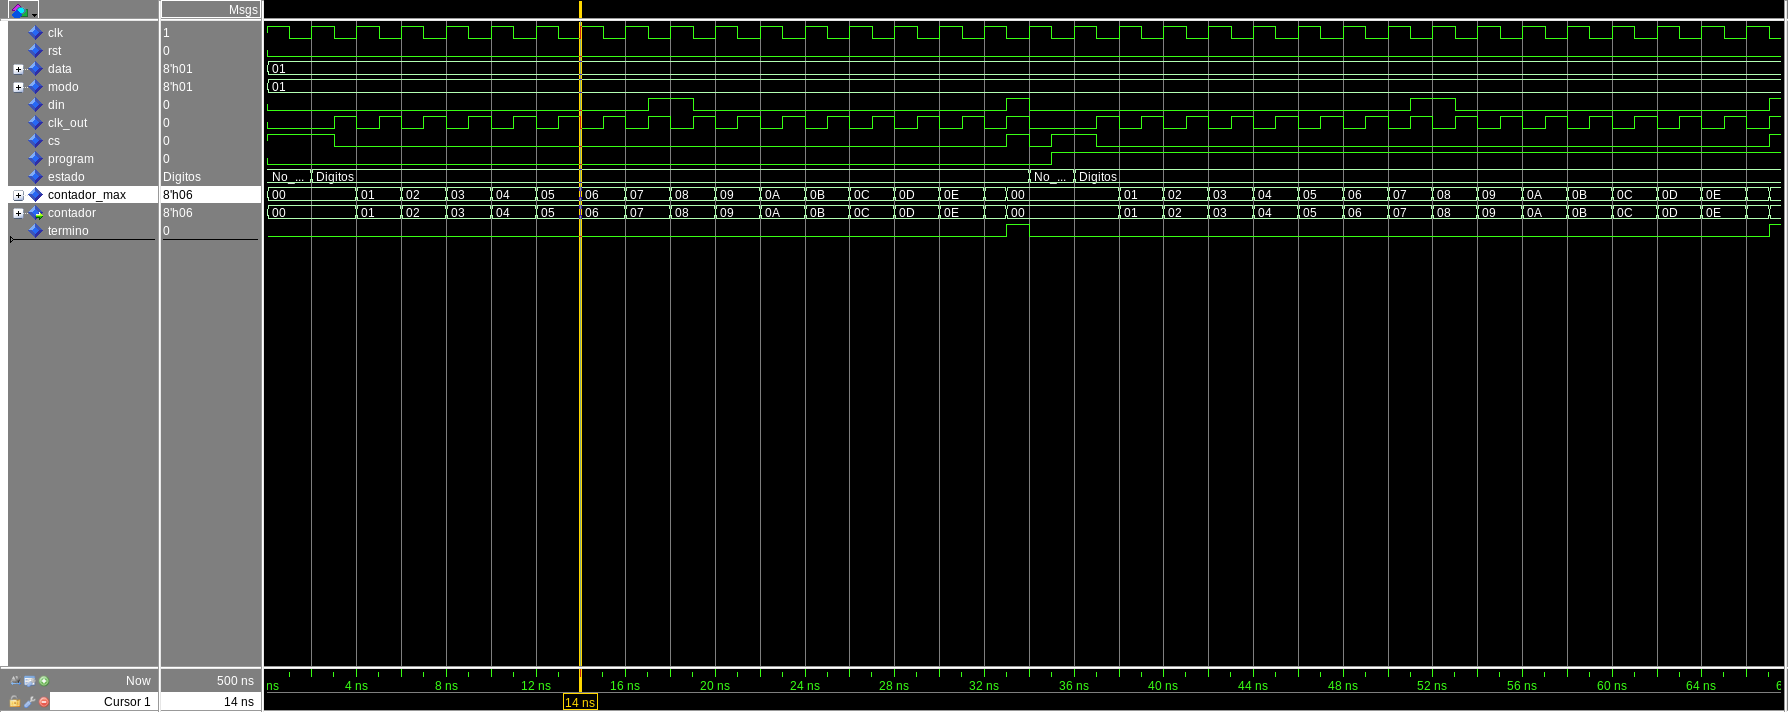 Msgs
clk 1
rst 0
data 8'h01 01
modo 8'h01 01
din 0
clk_out 0
cs 0
program 0
estado Digitos No_... Digitos No_... Digitos
contador_max 8'h06 00 01 02 03 04 05 06 07 08 09 0A 0B 0C 0D 0E 00 01 02 03 04 05 06 07 08 09 0A 0B 0C 0D 0E
contador 8'h06 00 01 02 03 04 05 06 07 08 09 0A 0B 0C 0D 0E 00 01 02 03 04 05 06 07 08 09 0A 0B 0C 0D 0E
termino 0
Now 500 ns ns 4 ns 8 ns 12 ns 16 ns 20 ns 24 ns 28 ns 32 ns 36 ns 40 ns 44 ns 48 ns 52 ns 56 ns 60 ns 64 ns
Cursor 1 14 ns 14 ns